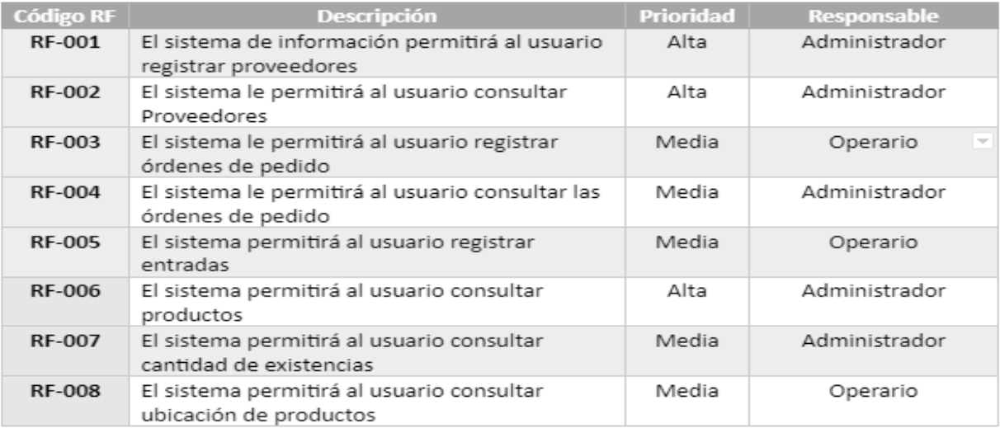 Código RF Descripción Prioridad Responsable
RF-001 El sistema de información permitirá al usuario Alta Administrador
registrar proveedores
RF-002 El sistema le permitirá al usuario consultar Alta Administrador
Proveedores
RF-003 El sistema le permitirá al usuario registrar Media Operario
órdenes de pedido
RF-004 El sistema le permitirá al usuario consultar las Media Administrador
órdenes de pedido
RF-005 El sistema permitirá al usuario registrar Media Operario
entradas
RF-006 El sistema permitirá al usuario consultar Alta Administrador
productos
RF-007 El sistema permitirá al usuario consultar Media Administrador
cantidad de existencias
RF-008 El sistema permitirá al usuario consultar Media Operario
ubicación de productos